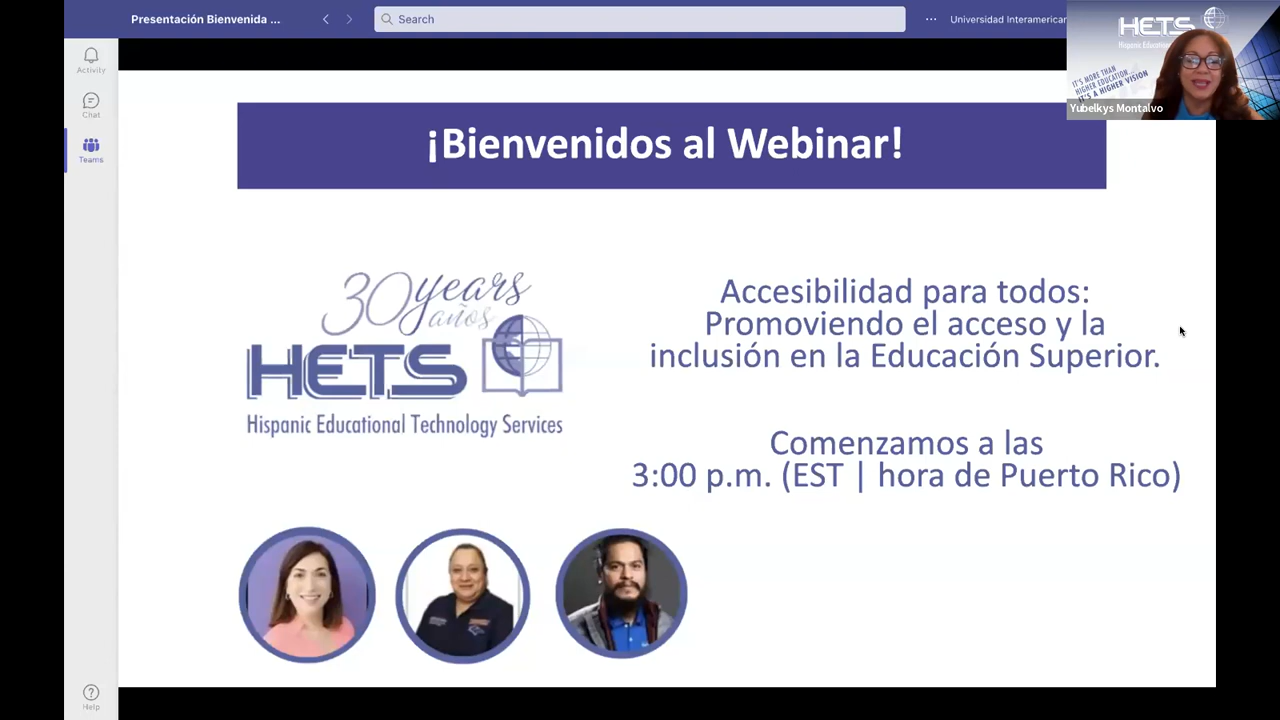 Presentación Bienvenida ...
Search
Universidad Interamerican
Activity
Chat
Teams
Help
HETS
Hispanic Educa
IT'S MORE THAN
HIGHER EDUCATION...
IT'S A HIGHER VISION
Yubelkys Montalvo
¡Bienvenidos al Webinar!
30 years
años
HETS
Hispanic Educational Technology Services
Accesibilidad para todos:
Promoviendo el acceso y la
inclusión en la Educación Superior.
Comenzamos a las
3:00 p.m. (EST | hora de Puerto Rico)